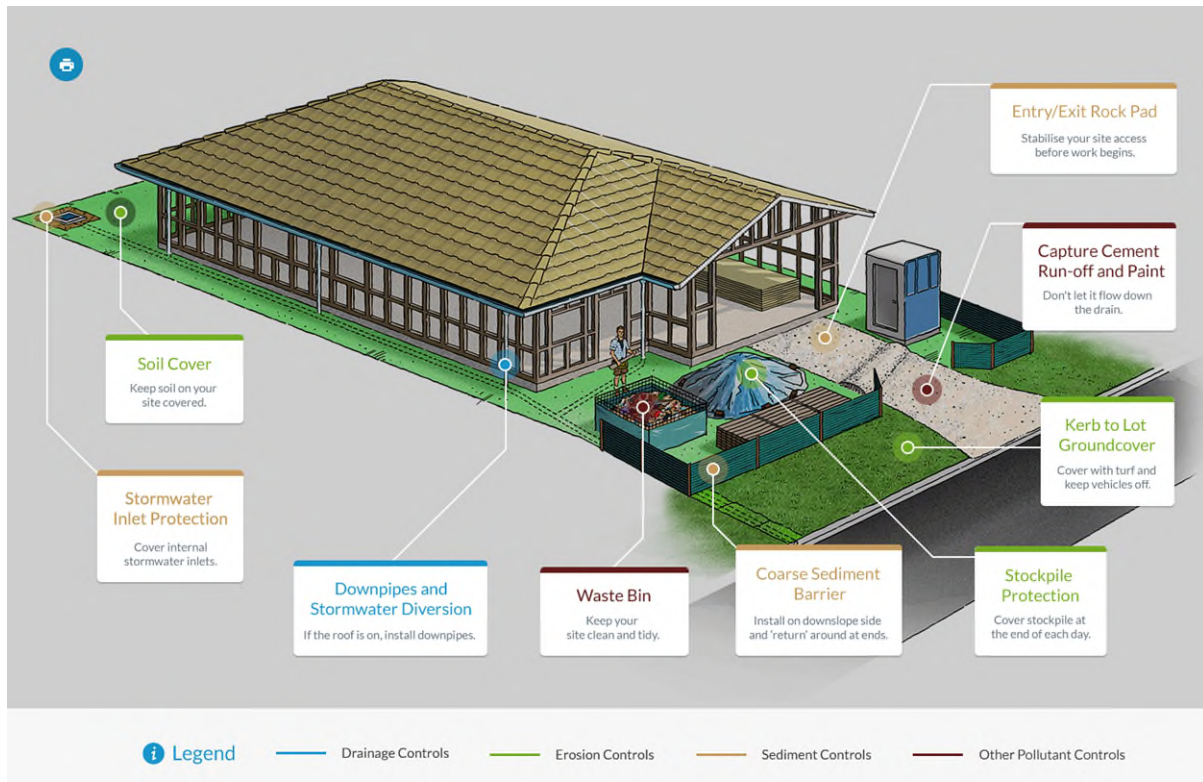 Entry/Exit Rock Pad
Stabilise your site access
before work begins.
Capture Cement
Run-off and Paint
Don't let it flow down
the drain.
Soil Cover
Keep soil on your
site covered.
Kerb to Lot
Groundcover
Cover with turf and
keep vehicles off.
Stormwater
Inlet Protection
Cover internal
stormwater inlets.
Downpipes and
Stormwater Diversion
If the roof is on, install downpipes.
Waste Bin
Keep your
site clean and tidy.
Coarse Sediment
Barrier
Install on downslope side
and 'return' around at ends.
Stockpile
Protection
Cover stockpile at
the end of each day.
i Legend
Drainage Controls
Erosion Controls
Sediment Controls
Other Pollutant Controls